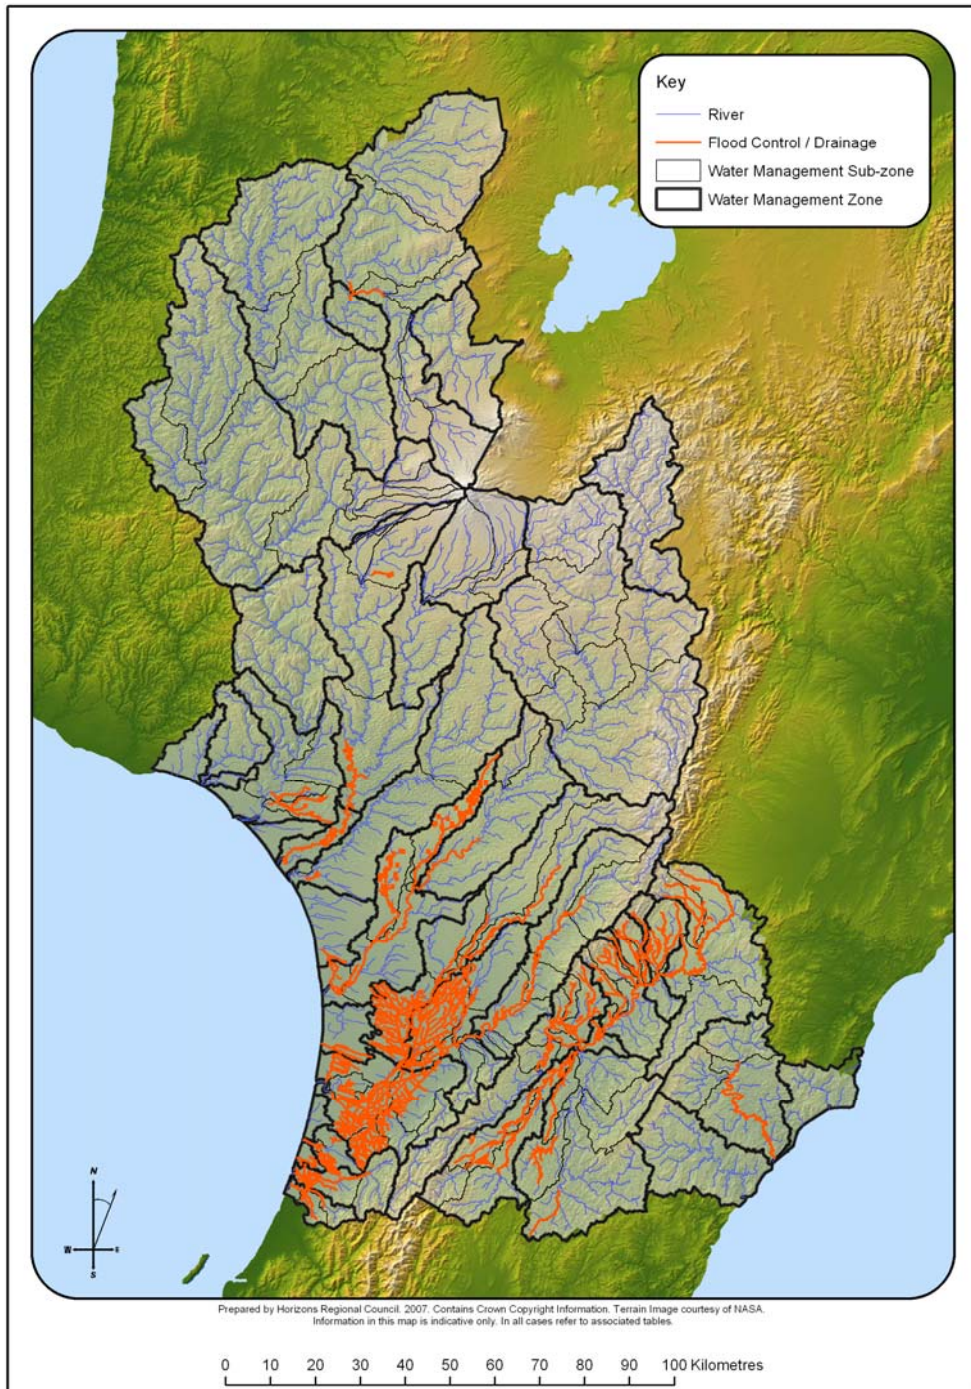 Key
River
Flood Control / Drainage
Water Management Sub-zone
Water Management Zone
N
W E
S
Prepared by Horizons Regional Council. 2007. Contains Crown Copyright Information. Terrain Image courtesy of NASA.
Information in this map is indicative only. In all cases refer to associated tables.
0 10 20 30 40 50 60 70 80 90 100 Kilometres